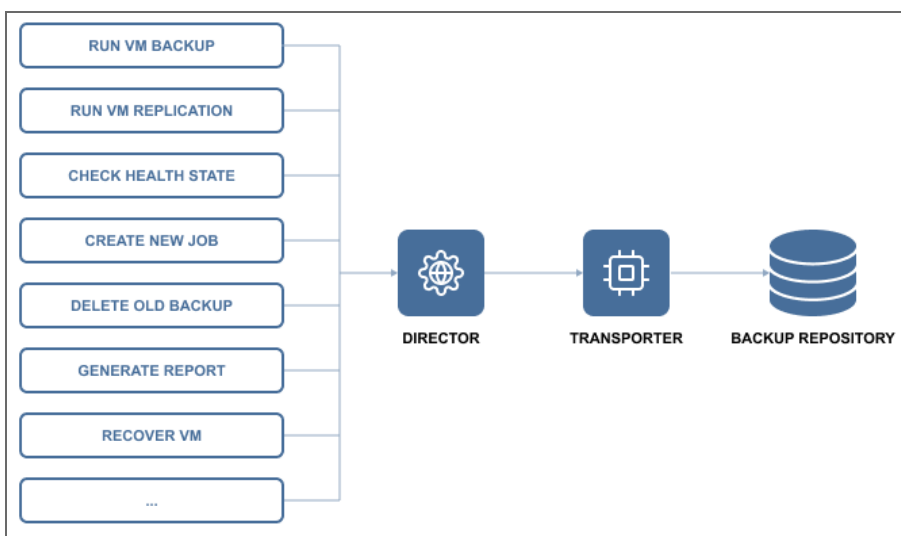 RUN VM BACKUP
RUN VM REPLICATION
CHECK HEALTH STATE
CREATE NEW JOB
DELETE OLD BACKUP
GENERATE REPORT
RECOVER VM
...
DIRECTOR
TRANSPORTER
BACKUP REPOSITORY